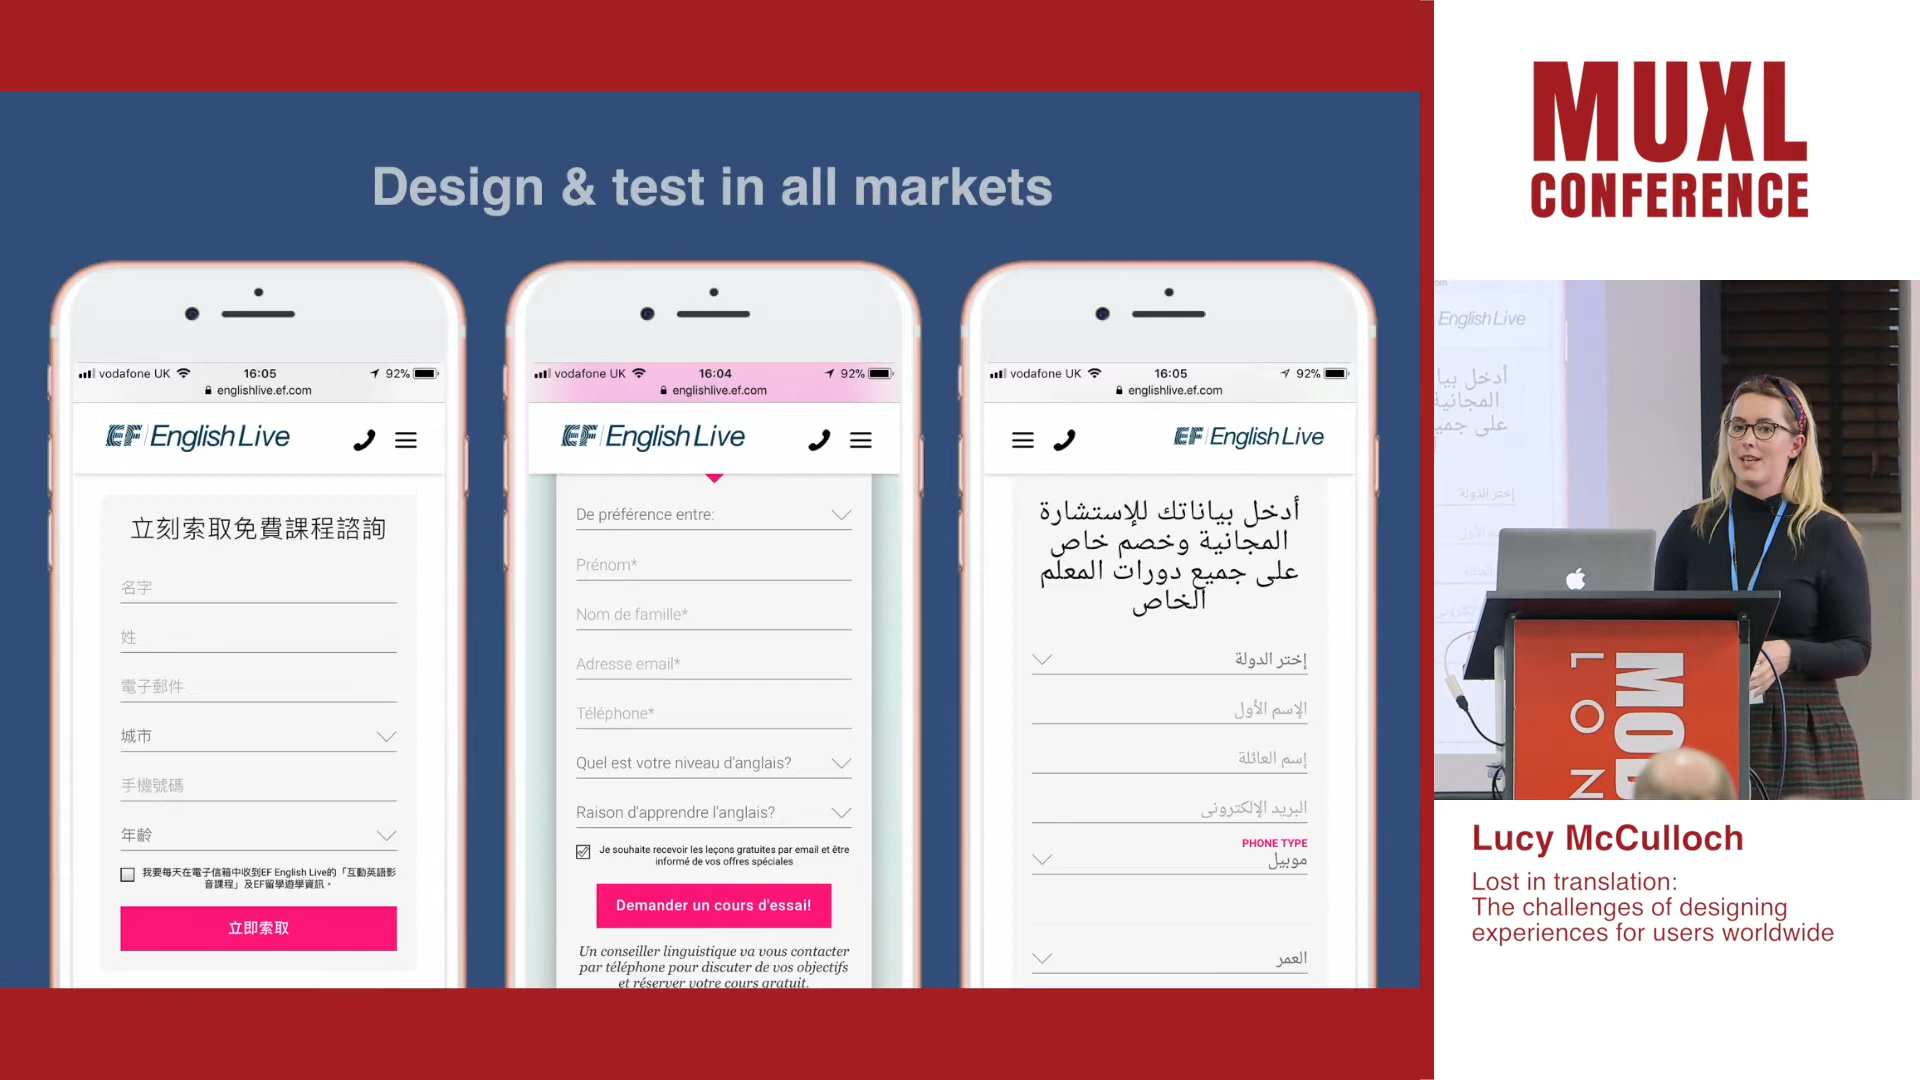 Design & test in all markets
vodafone UK 16:05 92%
englishlive.ef.com
EF English Live
立刻索取免費課程諮詢
名字
姓
電子郵件
城市
手機號碼
年齡
我要每天在電子信箱中收到EF English Live的「互動英語影
音課程」及EF留學遊學資訊。
立即索取
vodafone UK 16:04 92%
englishlive.ef.com
EF English Live
De préférence entre:
Prénom*
Nom de famille*
Adresse email*
Téléphone*
Quel est votre niveau d'anglais?
Raison d'apprendre l'anglais?
Je souhaite recevoir les leçons gratuites par email et être
informé de vos offres spéciales
Demander un cours d'essai!
Un conseiller linguistique va vous contacter
par téléphone pour discuter de vos objectifs
et réserver votre cours gratuit.
vodafone UK 16:05 92%
englishlive.ef.com
EF English Live
أدخل بياناتك للإستشارة
المجانية وخصم خاص
على جميع دورات المعلم
الخاص
إختر الدولة
الإسم الأول
إسم العائلة
البريد الإلكترونى
PHONE TYPE
موبيل
العمر
MUXL
CONFERENCE
English Live
أدخل بيا
المجانية
على جمي
إختر الدولة
MOB
LON
Lucy McCulloch
Lost in translation:
The challenges of designing
experiences for users worldwide